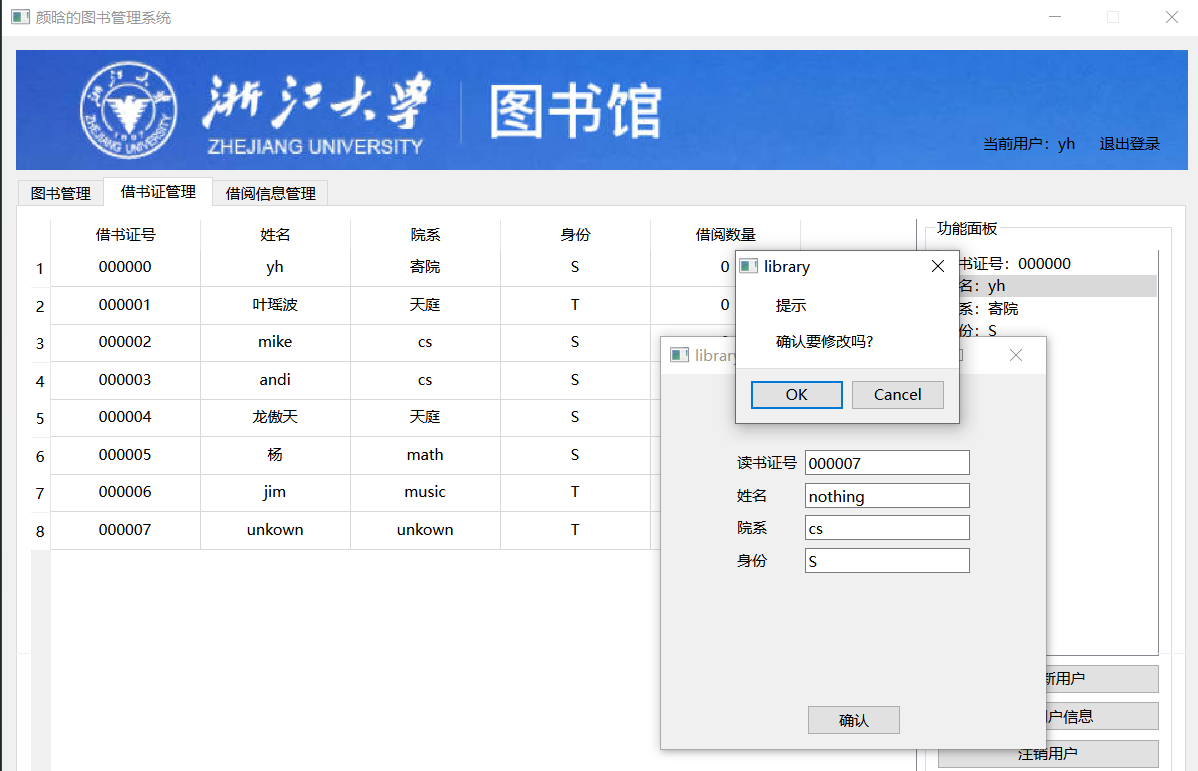 颜晗的图书管理系统
浙江大学 图书馆
ZHEJIANG UNIVERSITY
ZHEJIANG UNIVERSITY
当前用户：yh 退出登录
图书管理 借书证管理 借阅信息管理
功能面板
借书证号 姓名 院系 身份 借阅数量
1 000000 yh 寄院 S 0
2 000001 叶瑶波 天庭 T 0
3 000002 mike cs S
4 000003 andi cs S
5 000004 龙傲天 天庭 S
6 000005 杨 math S
7 000006 jim music T
8 000007 unkown unkown T
书证号：000000
名：yh
系：寄院
份：S
library
提示
确认要修改吗?
OK Cancel
library
读书证号 000007
姓名 nothing
院系 cs
身份 S
确认
新用户
户信息
注销用户